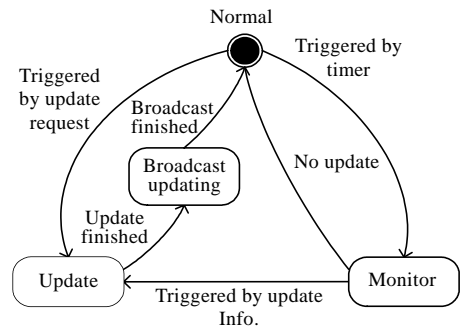 Normal
Triggered by
timer
Triggered
by update
request
Broadcast
finished
Broadcast
updating
No update
Update
finished
Update
Monitor
Triggered by update
Info.